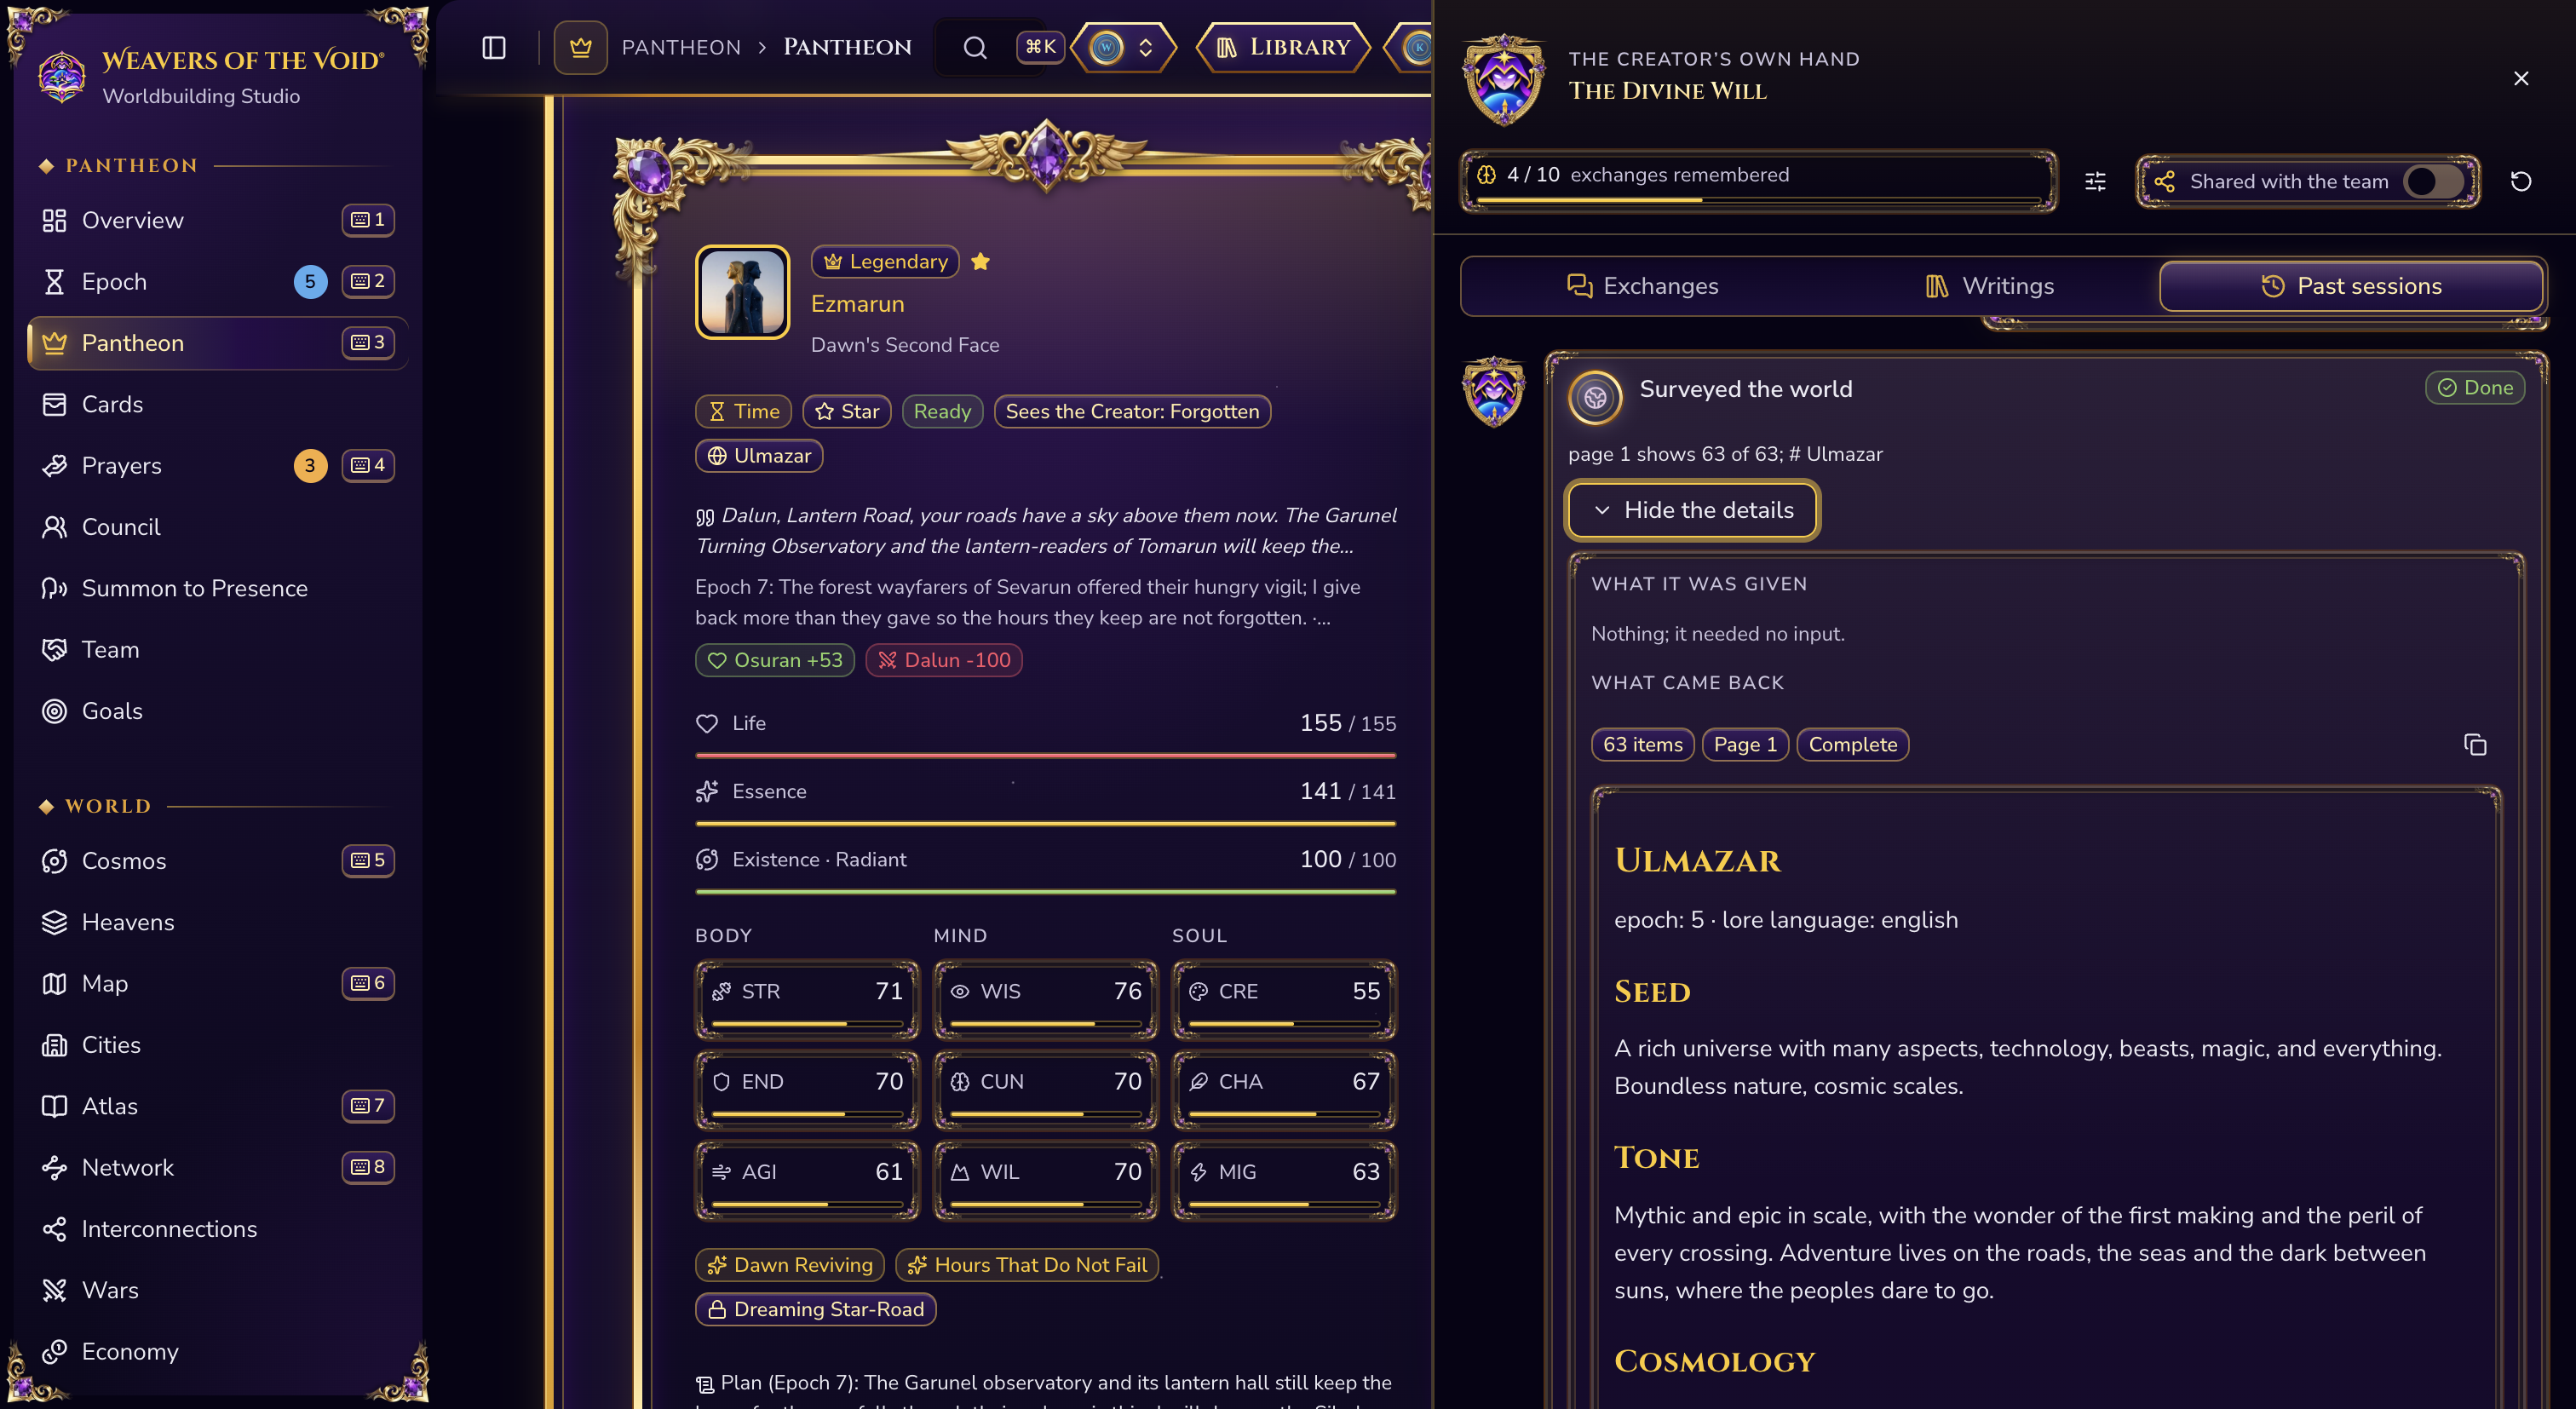 WEAVERS OF THE VOID®
Worldbuilding Studio
PANTHEON
Overview 1
Epoch 5 2
Pantheon 3
Cards
Prayers 3 4
Council
Summon to Presence
Team
Goals
WORLD
Cosmos 5
Heavens
Map 6
Cities
Atlas 7
Network 8
Interconnections
Wars
Economy
PANTHEON > PANTHEON
⌘K
W
LIBRARY
K
Legendary
Ezmarun
Dawn's Second Face
Time Star Ready Sees the Creator: Forgotten
Ulmazar
Dalun, Lantern Road, your roads have a sky above them now. The Garunel
Turning Observatory and the lantern-readers of Tomarun will keep the...
Epoch 7: The forest wayfarers of Sevarun offered their hungry vigil; I give
back more than they gave so the hours they keep are not forgotten. ·...
Osuran +53 Dalun -100
Life 155 / 155
Essence 141 / 141
Existence · Radiant 100 / 100
BODY MIND SOUL
STR 71 WIS 76 CRE 55
END 70 CUN 70 CHA 67
AGI 61 WIL 70 MIG 63
Dawn Reviving Hours That Do Not Fail
Dreaming Star-Road
Plan (Epoch 7): The Garunel observatory and its lantern hall still keep the
THE CREATOR'S OWN HAND
THE DIVINE WILL
4 / 10 exchanges remembered
Shared with the team
Exchanges Writings Past sessions
Surveyed the world Done
page 1 shows 63 of 63; # Ulmazar
Hide the details
WHAT IT WAS GIVEN
Nothing; it needed no input.
WHAT CAME BACK
63 items Page 1 Complete
ULMAZAR
epoch: 5 · lore language: english
SEED
A rich universe with many aspects, technology, beasts, magic, and everything.
Boundless nature, cosmic scales.
TONE
Mythic and epic in scale, with the wonder of the first making and the peril of
every crossing. Adventure lives on the roads, the seas and the dark between
suns, where the peoples dare to go.
COSMOLOGY